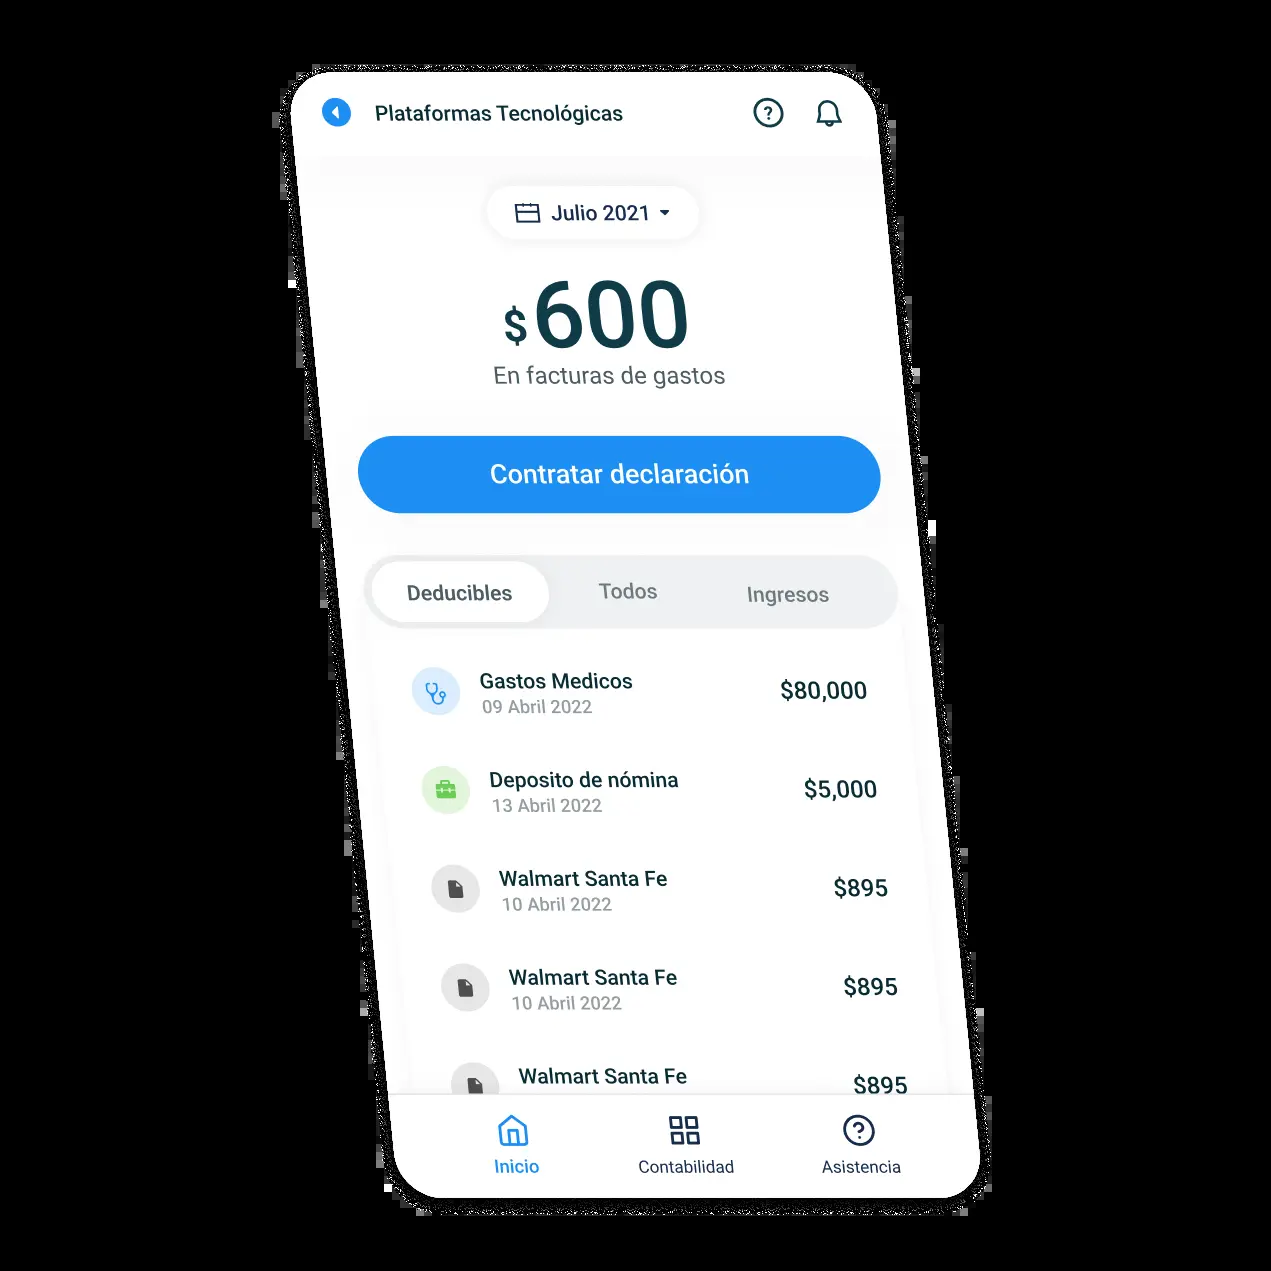 Plataformas Tecnológicas
Julio 2021
$600
En facturas de gastos
Contratar declaración
Deducibles
Todos
Ingresos
Gastos Medicos
$80,000
09 Abril 2022
Deposito de nómina
$5,000
13 Abril 2022
Walmart Santa Fe
$895
10 Abril 2022
Walmart Santa Fe
$895
10 Abril 2022
Walmart Santa Fe
$895
Inicio
Contabilidad
Asistencia